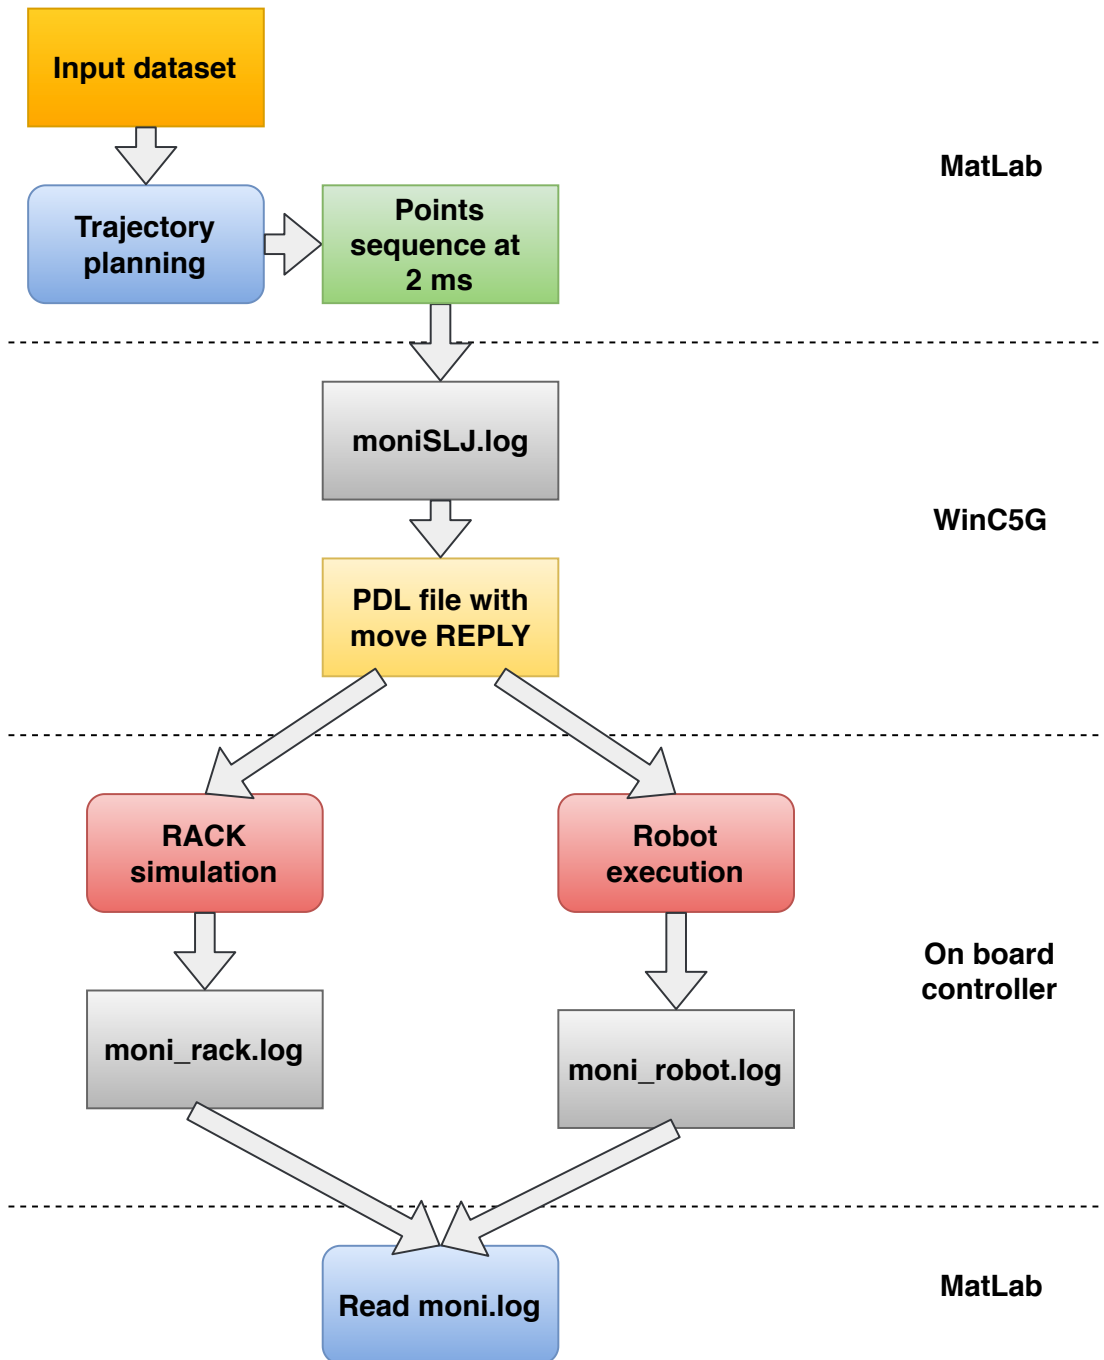 Input dataset
MatLab
Trajectory
planning
Points
sequence at
2 ms
moniSLJ.log
WinC5G
PDL file with
move REPLY
RACK
simulation
Robot
execution
On board
controller
moni_rack.log
moni_robot.log
Read moni.log
MatLab